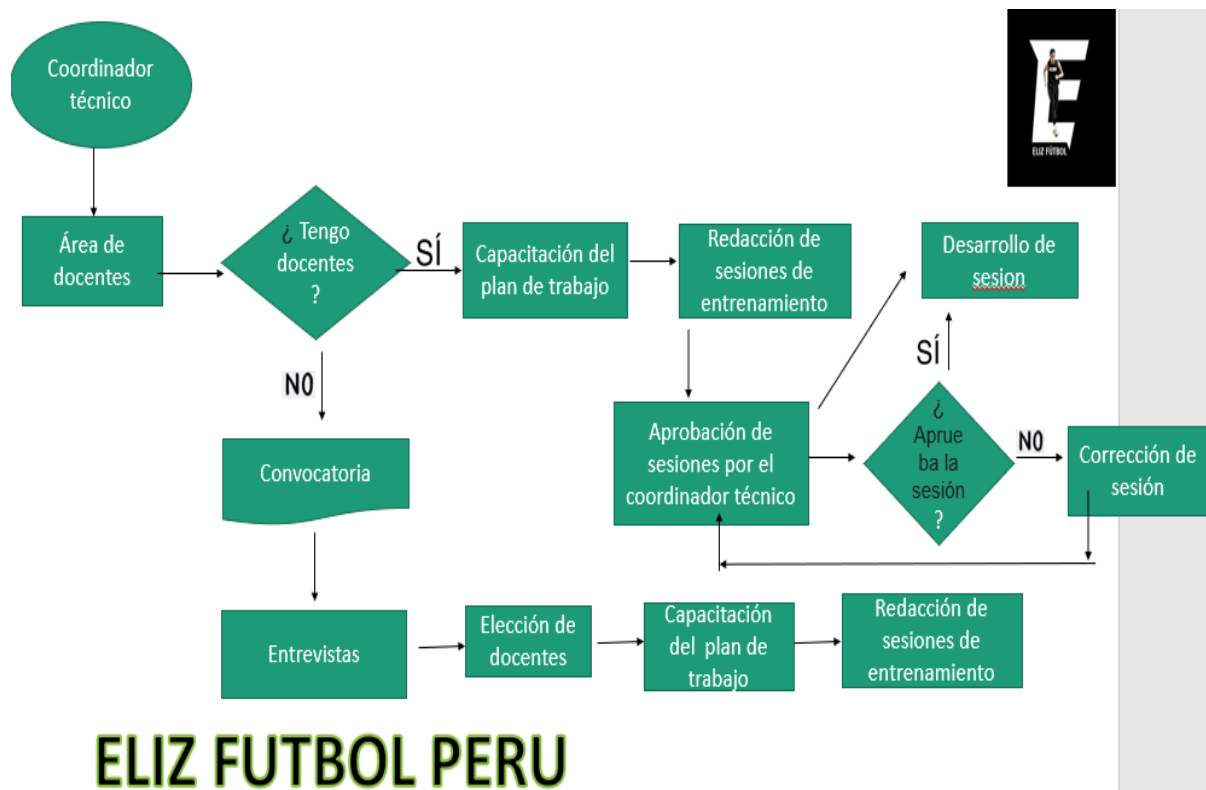 Coordinador
técnico
ELIZ FÚTBOL
Área de
docentes
¿ Tengo
docentes
?
SÍ
Capacitación del
plan de trabajo
Redacción de
sesiones de
entrenamiento
Desarrollo de
sesion
SÍ
NO
Convocatoria
Aprobación de
sesiones por el
coordinador técnico
¿
Aprue
ba la
sesión
?
NO
Corrección de
sesión
Entrevistas
Elección de
docentes
Capacitación
del plan de
trabajo
Redacción de
sesiones de
entrenamiento
ELIZ FUTBOL PERU